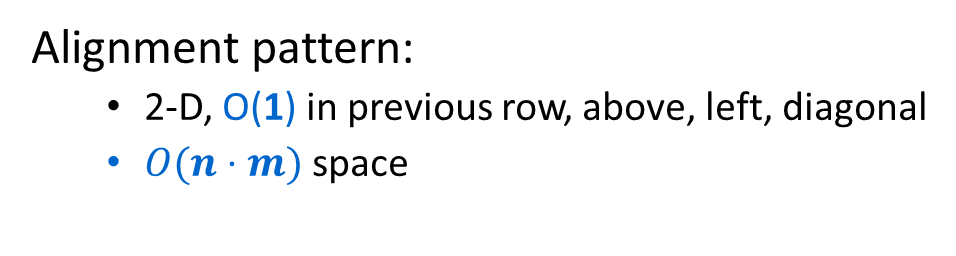 Alignment pattern:
• 2-D, O(1) in previous row, above, left, diagonal
• O(n · m) space